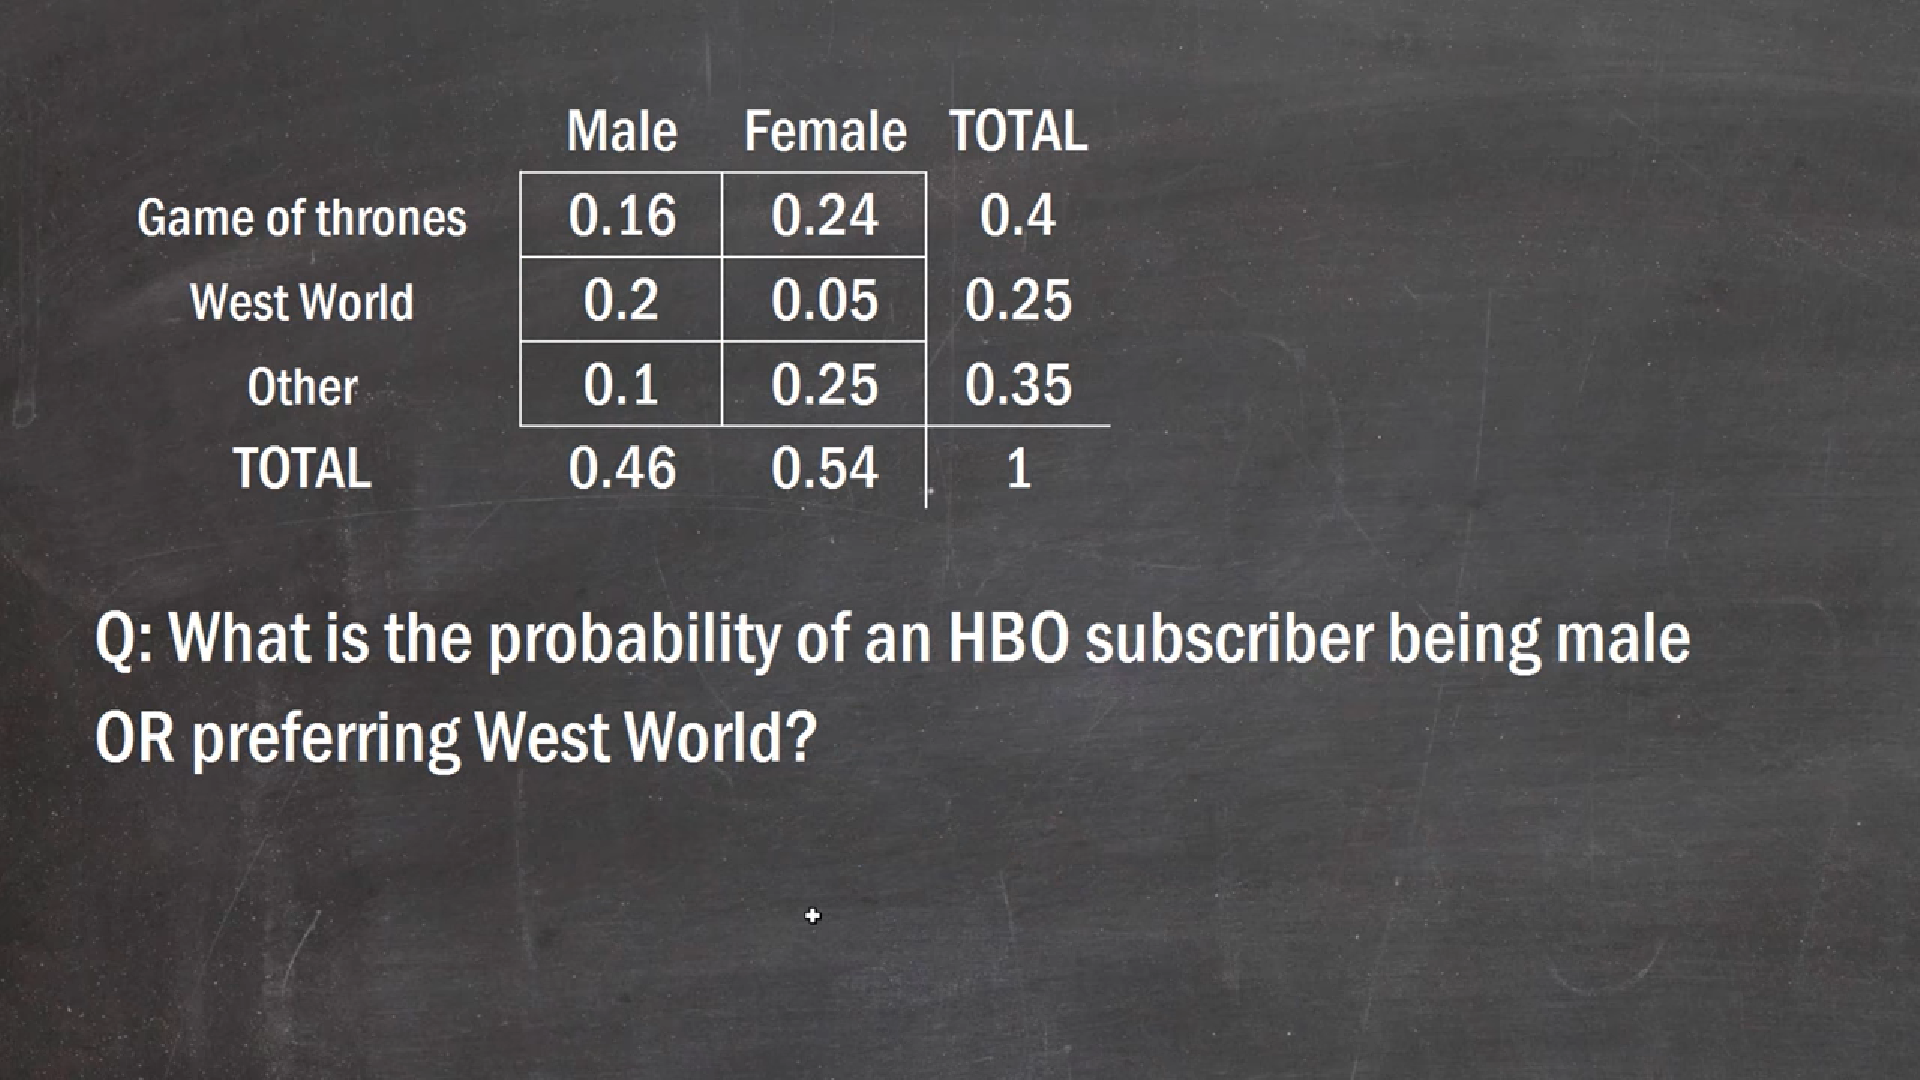 Male Female TOTAL
Game of thrones 0.16 0.24 0.4
West World 0.2 0.05 0.25
Other 0.1 0.25 0.35
TOTAL 0.46 0.54 1
Q: What is the probability of an HBO subscriber being male
OR preferring West World?